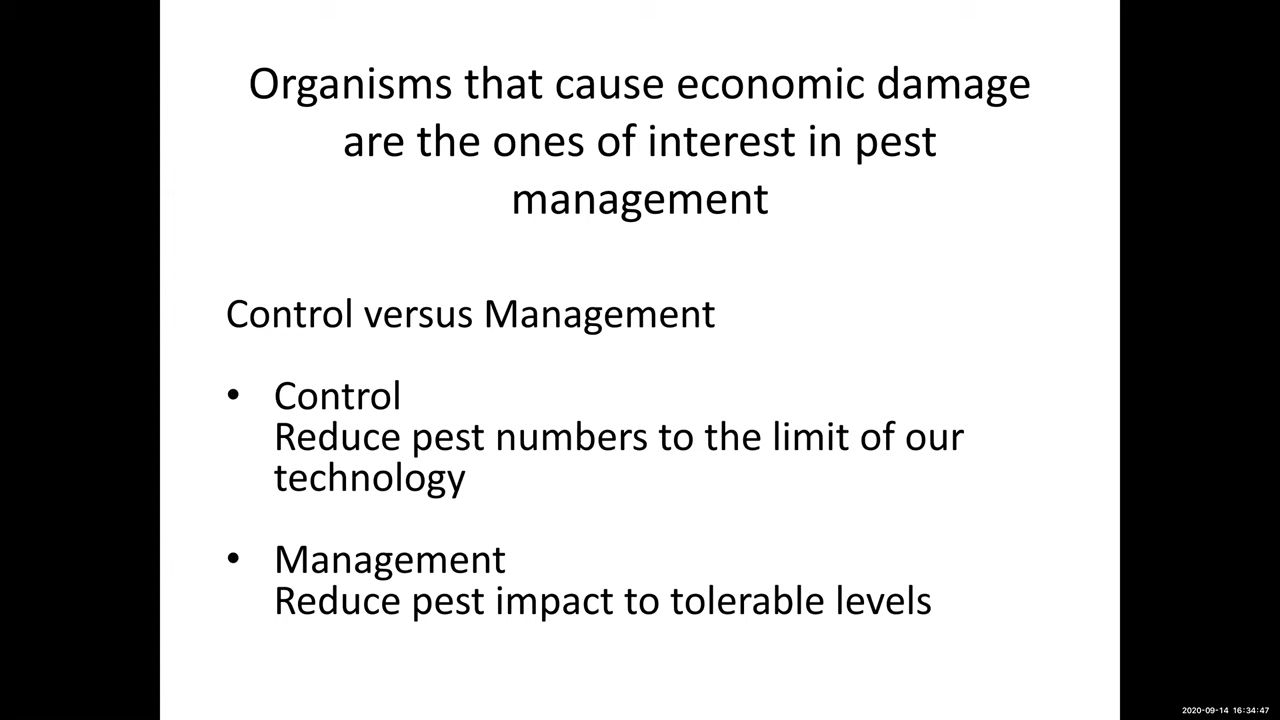 Organisms that cause economic damage
are the ones of interest in pest
management
Control versus Management
• Control
Reduce pest numbers to the limit of our
technology
• Management
Reduce pest impact to tolerable levels
2020-09-14 16:34:47